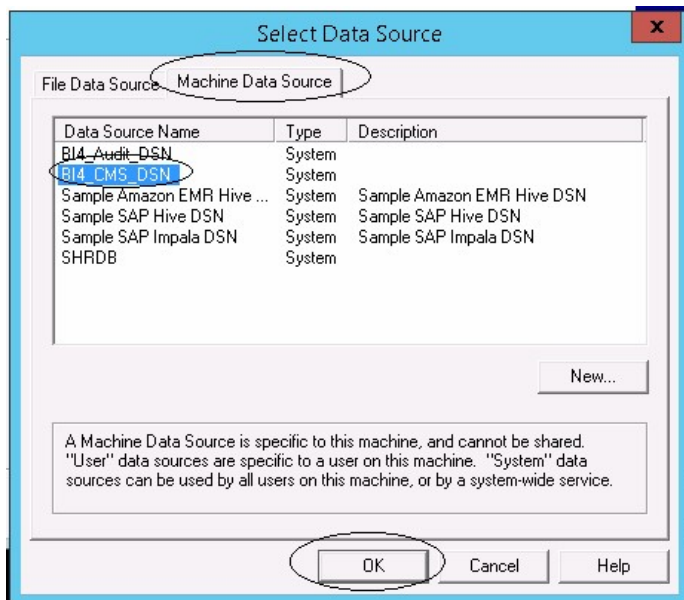 Select Data Source
x
File Data Source Machine Data Source
Data Source Name Type Description
BI4_Audit_DSN System
BI4_CMS_DSN System
Sample Amazon EMR Hive ... System Sample Amazon EMR Hive DSN
Sample SAP Hive DSN System Sample SAP Hive DSN
Sample SAP Impala DSN System Sample SAP Impala DSN
SHRDB System
New...
A Machine Data Source is specific to this machine, and cannot be shared.
"User" data sources are specific to a user on this machine. "System" data
sources can be used by all users on this machine, or by a system-wide service.
OK Cancel Help